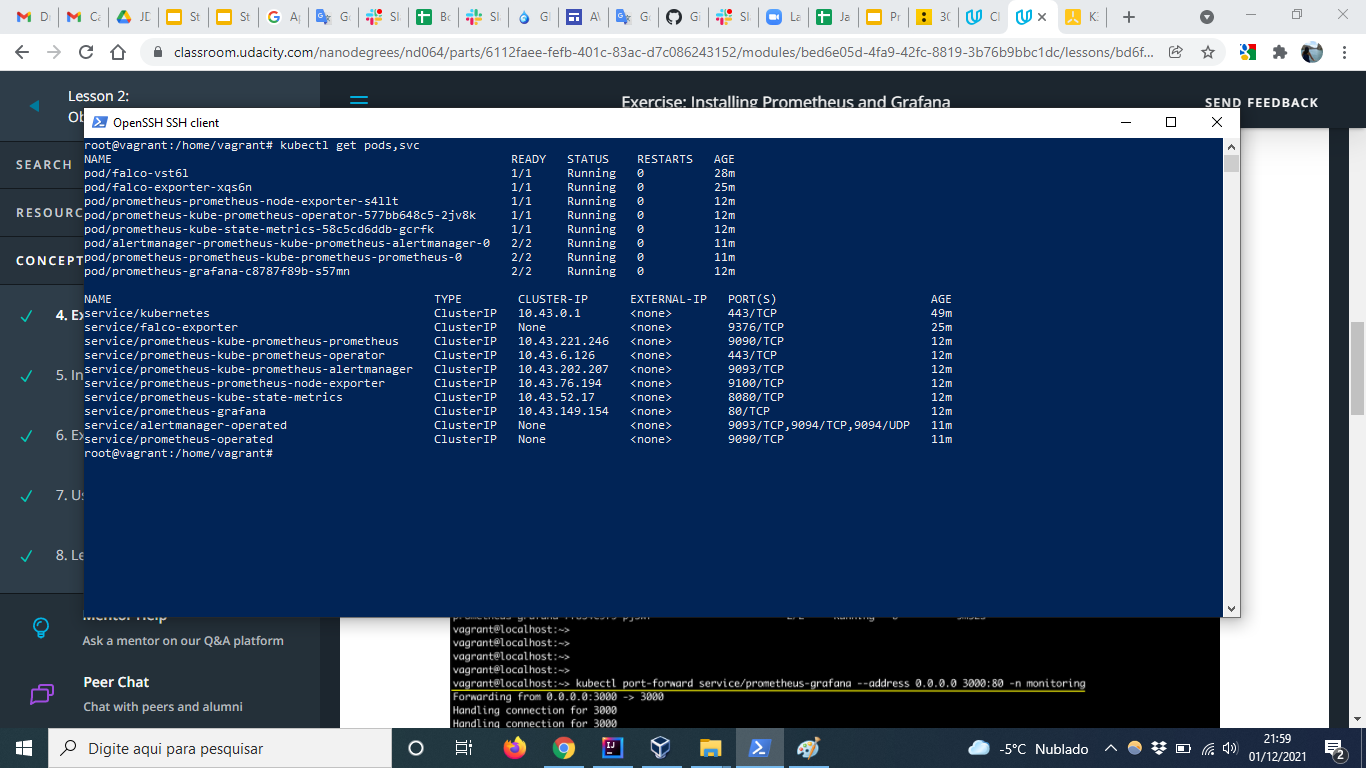 classroom.udacity.com/nanodegrees/nd064/parts/6112faee-fefb-401c-83ac-d7c086243152/modules/bed6e05d-4fa9-42fc-8819-3b76b9bbc1dc/lessons/bd6f...
Lesson 2:
Exercise: Installing Prometheus and Grafana
SEND FEEDBACK
OpenSSH SSH client
SEARCH
RESOURC
CONCEPT
4. Ex
5. In
6. Ex
7. Us
8. Le
root@vagrant:/home/vagrant# kubectl get pods,svc
NAME READY STATUS RESTARTS AGE
pod/falco-vst6l 1/1 Running 0 28m
pod/falco-exporter-xqs6n 1/1 Running 0 25m
pod/prometheus-prometheus-node-exporter-s4llt 1/1 Running 0 12m
pod/prometheus-kube-prometheus-operator-577bb648c5-2jv8k 1/1 Running 0 12m
pod/prometheus-kube-state-metrics-58c5cd6ddb-gcrfk 1/1 Running 0 12m
pod/alertmanager-prometheus-kube-prometheus-alertmanager-0 2/2 Running 0 11m
pod/prometheus-prometheus-kube-prometheus-prometheus-0 2/2 Running 0 11m
pod/prometheus-grafana-c8787f89b-s57mn 2/2 Running 0 12m
NAME TYPE CLUSTER-IP EXTERNAL-IP PORT(S) AGE
service/kubernetes ClusterIP 10.43.0.1 <none> 443/TCP 49m
service/falco-exporter ClusterIP None <none> 9376/TCP 25m
service/prometheus-kube-prometheus-prometheus ClusterIP 10.43.221.246 <none> 9090/TCP 12m
service/prometheus-kube-prometheus-operator ClusterIP 10.43.6.126 <none> 443/TCP 12m
service/prometheus-kube-prometheus-alertmanager ClusterIP 10.43.202.207 <none> 9093/TCP 12m
service/prometheus-prometheus-node-exporter ClusterIP 10.43.76.194 <none> 9100/TCP 12m
service/prometheus-kube-state-metrics ClusterIP 10.43.52.17 <none> 8080/TCP 12m
service/prometheus-grafana ClusterIP 10.43.149.154 <none> 80/TCP 12m
service/alertmanager-operated ClusterIP None <none> 9093/TCP,9094/TCP,9094/UDP 11m
service/prometheus-operated ClusterIP None <none> 9090/TCP 11m
root@vagrant:/home/vagrant#
Mentor Help
Ask a mentor on our Q&A platform
Peer Chat
Chat with peers and alumni
vagrant@localhost:~>
vagrant@localhost:~>
vagrant@localhost:~>
vagrant@localhost:~>
vagrant@localhost:~> kubectl port-forward service/prometheus-grafana --address 0.0.0.0 3000:80 -n monitoring
Forwarding from 0.0.0.0:3000 -> 3000
Handling connection for 3000
Handling connection for 3000
Digite aqui para pesquisar
-5°C Nublado
21:59
01/12/2021
2